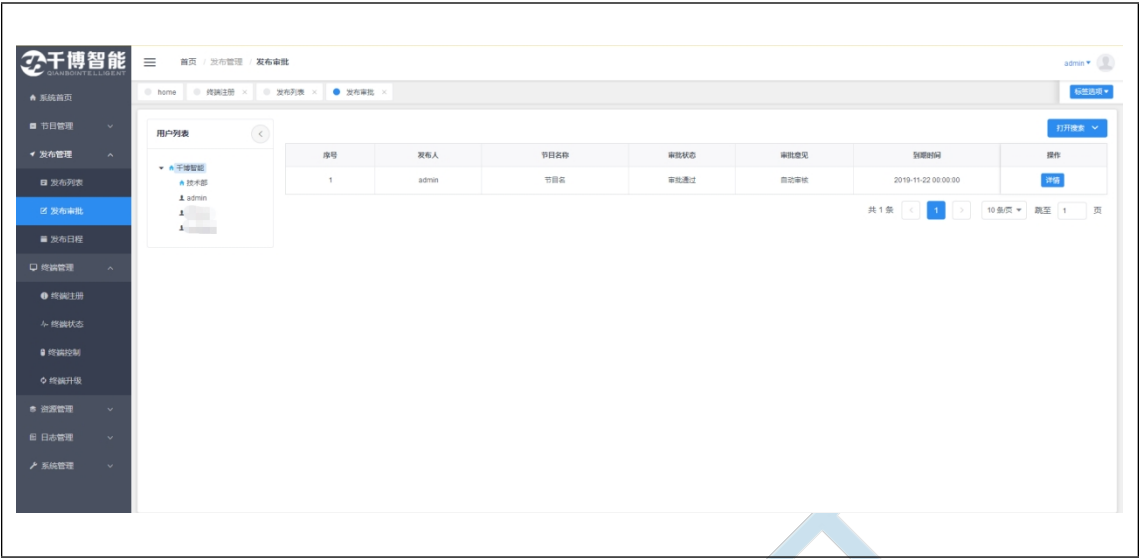 千博智能
QIANBOINTELLIGENT
首页 / 发布管理 / 发布审批
admin
home
终端注册 ×
发布列表 ×
发布审批 ×
标签选项
系统首页
节目管理
发布管理
发布列表
发布审批
发布日程
终端管理
终端注册
终端状态
终端控制
终端升级
资源管理
日志管理
系统管理
用户列表
千博智能
技术部
admin
打开搜索
序号 发布人 节目名称 审批状态 审批意见 到期时间 操作
1 admin 节目名 审批通过 自动审核 2019-11-22 00:00:00 详情
共 1 条 1 10 条/页 跳至 1 页